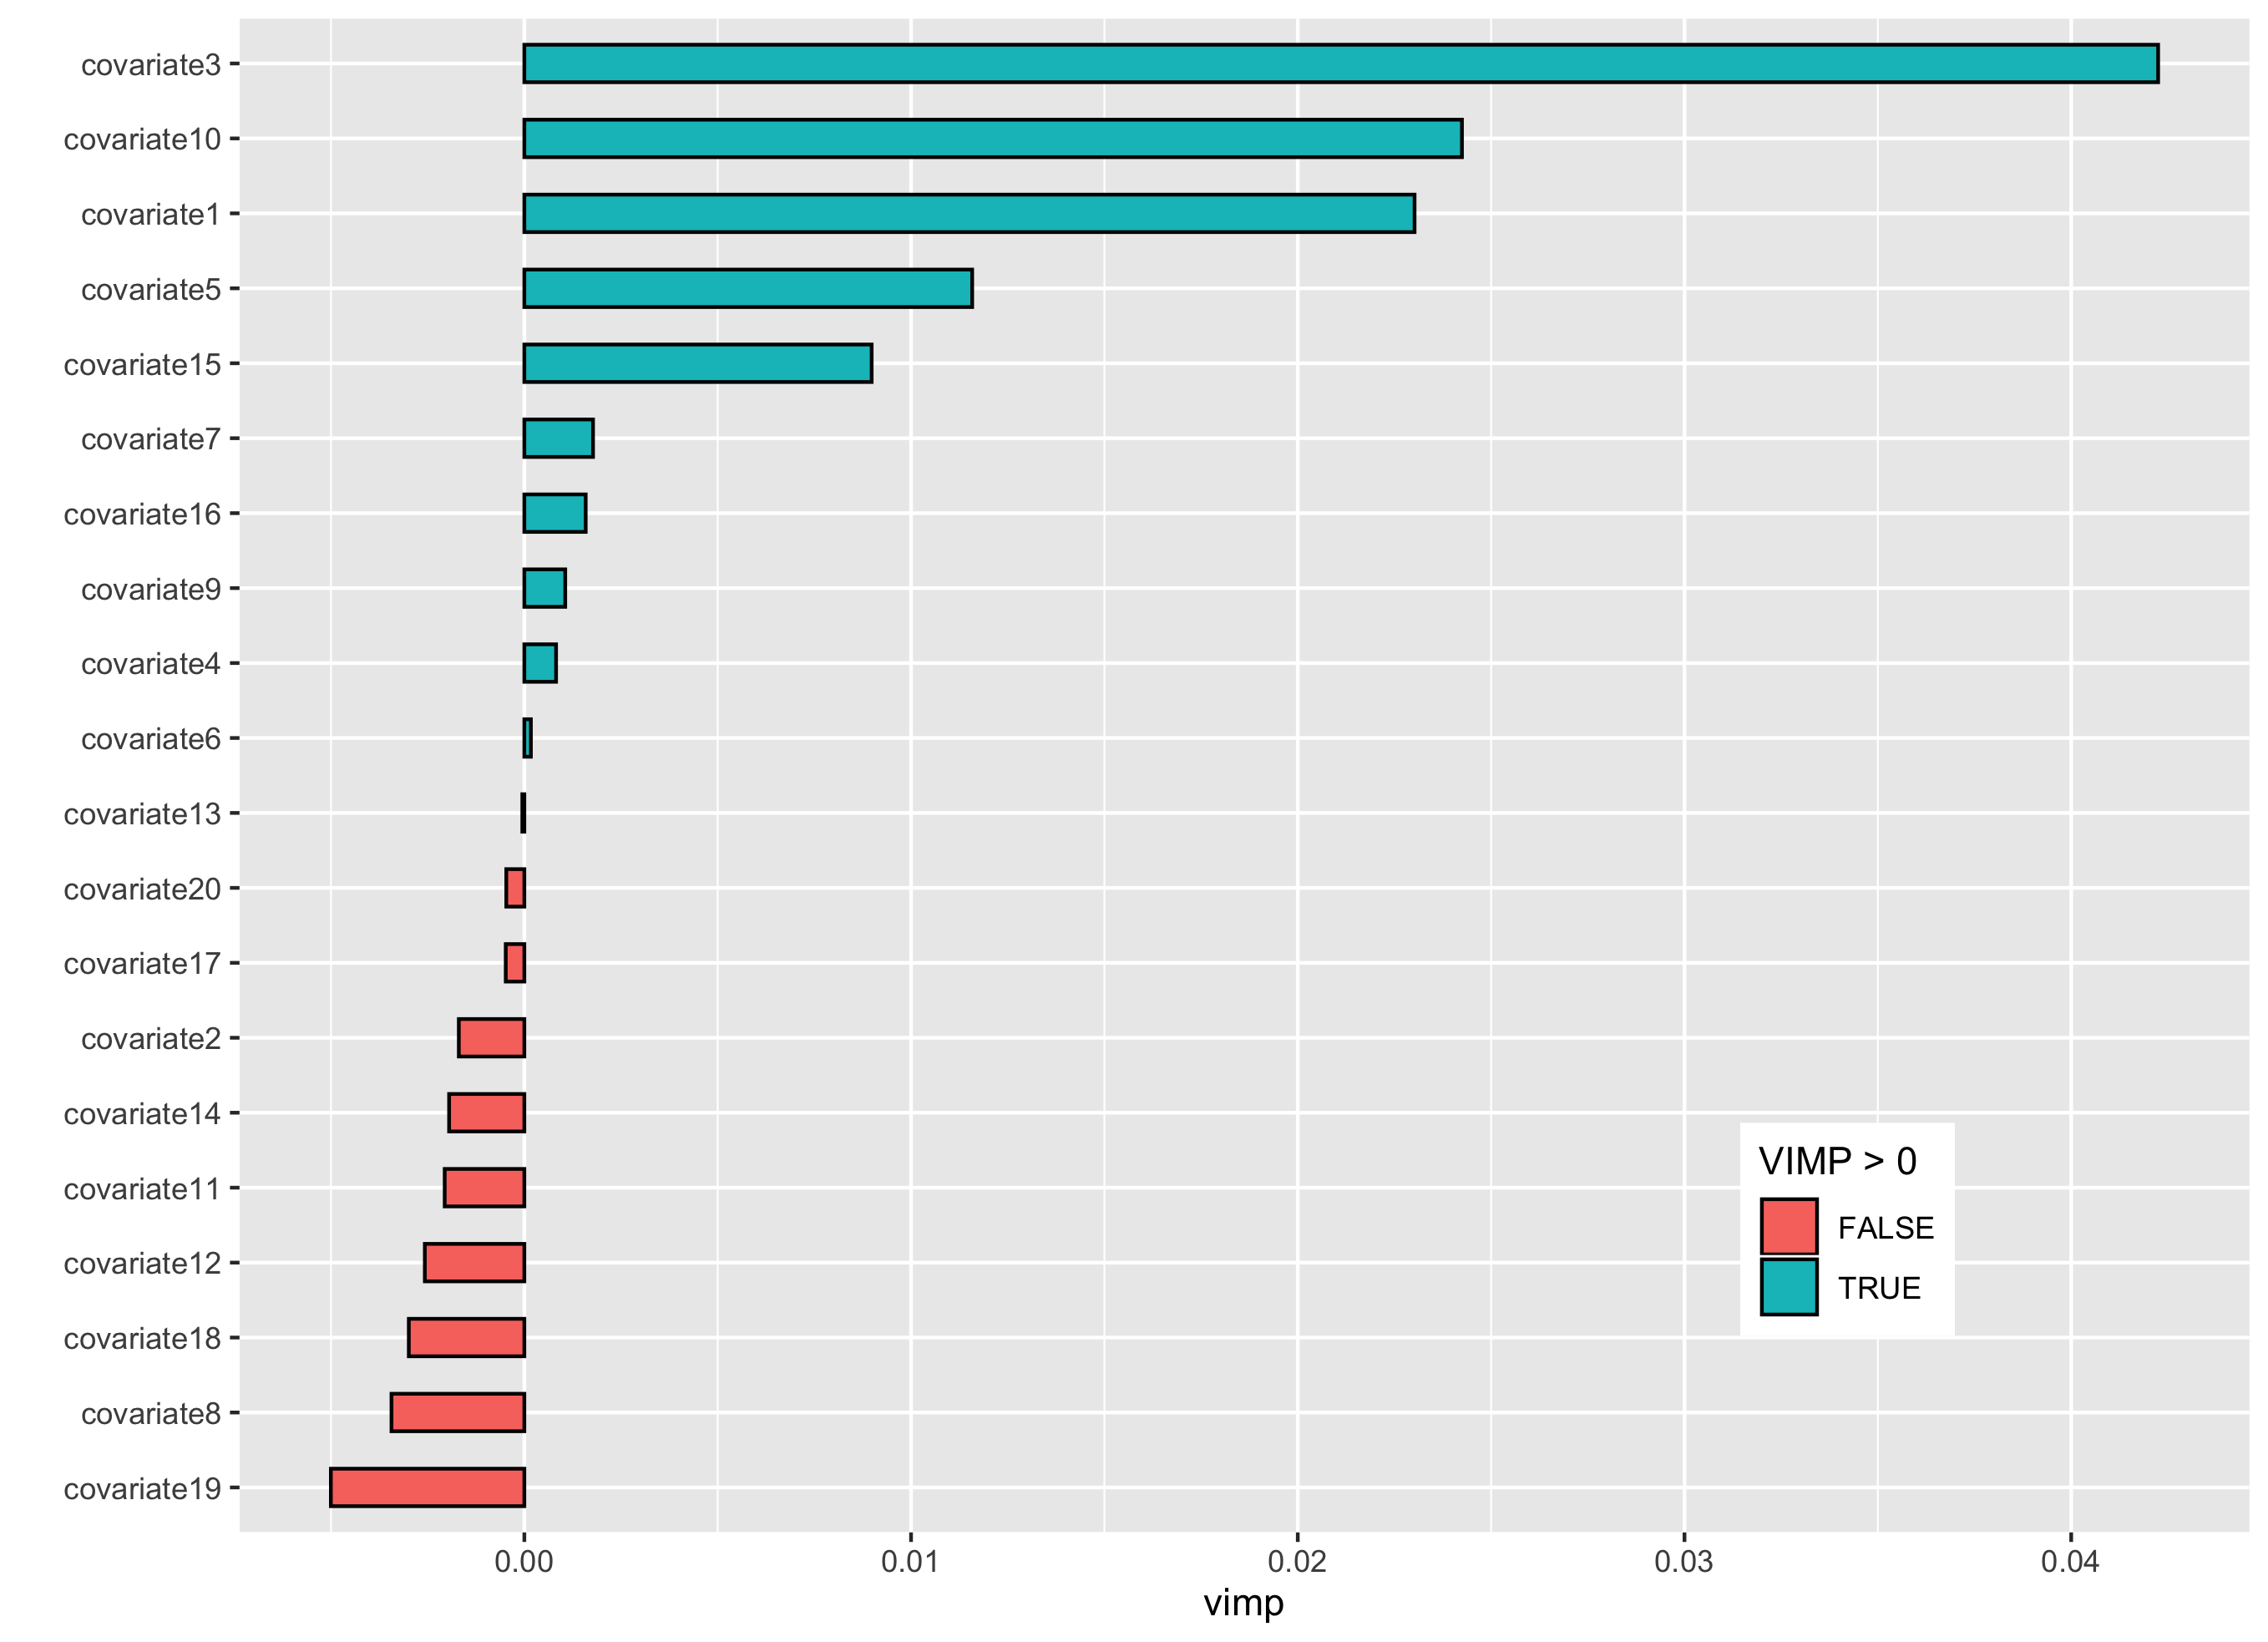 covariate3
covariate10
covariate1
covariate5
covariate15
covariate7
covariate16
covariate9
covariate4
covariate6
covariate13
covariate20
covariate17
covariate2
covariate14
covariate11
covariate12
covariate18
covariate8
covariate19
VIMP > 0
FALSE
TRUE
0.00 0.01 0.02 0.03 0.04
vimp